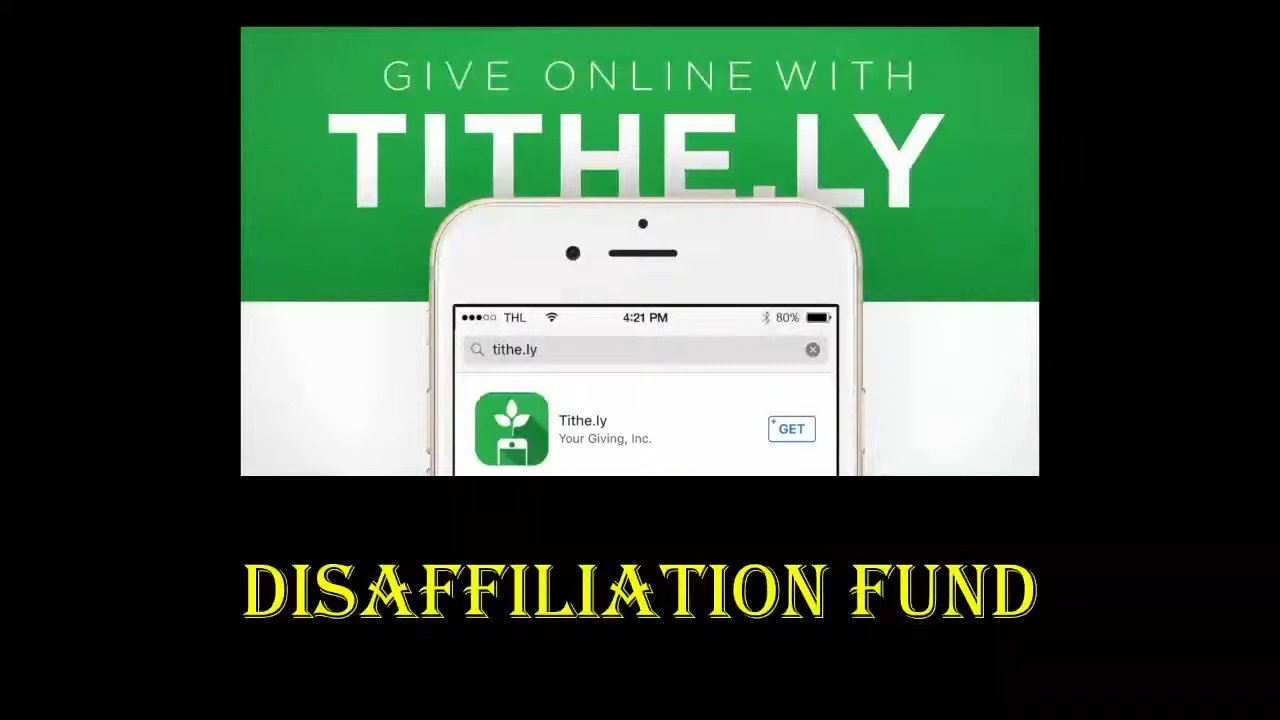 GIVE ONLINE WITH
TITHE.LY
THL 4:21 PM 80%
tithe.ly
Tithe.ly
Your Giving, Inc.
+GET
DISAFFILIATION FUND